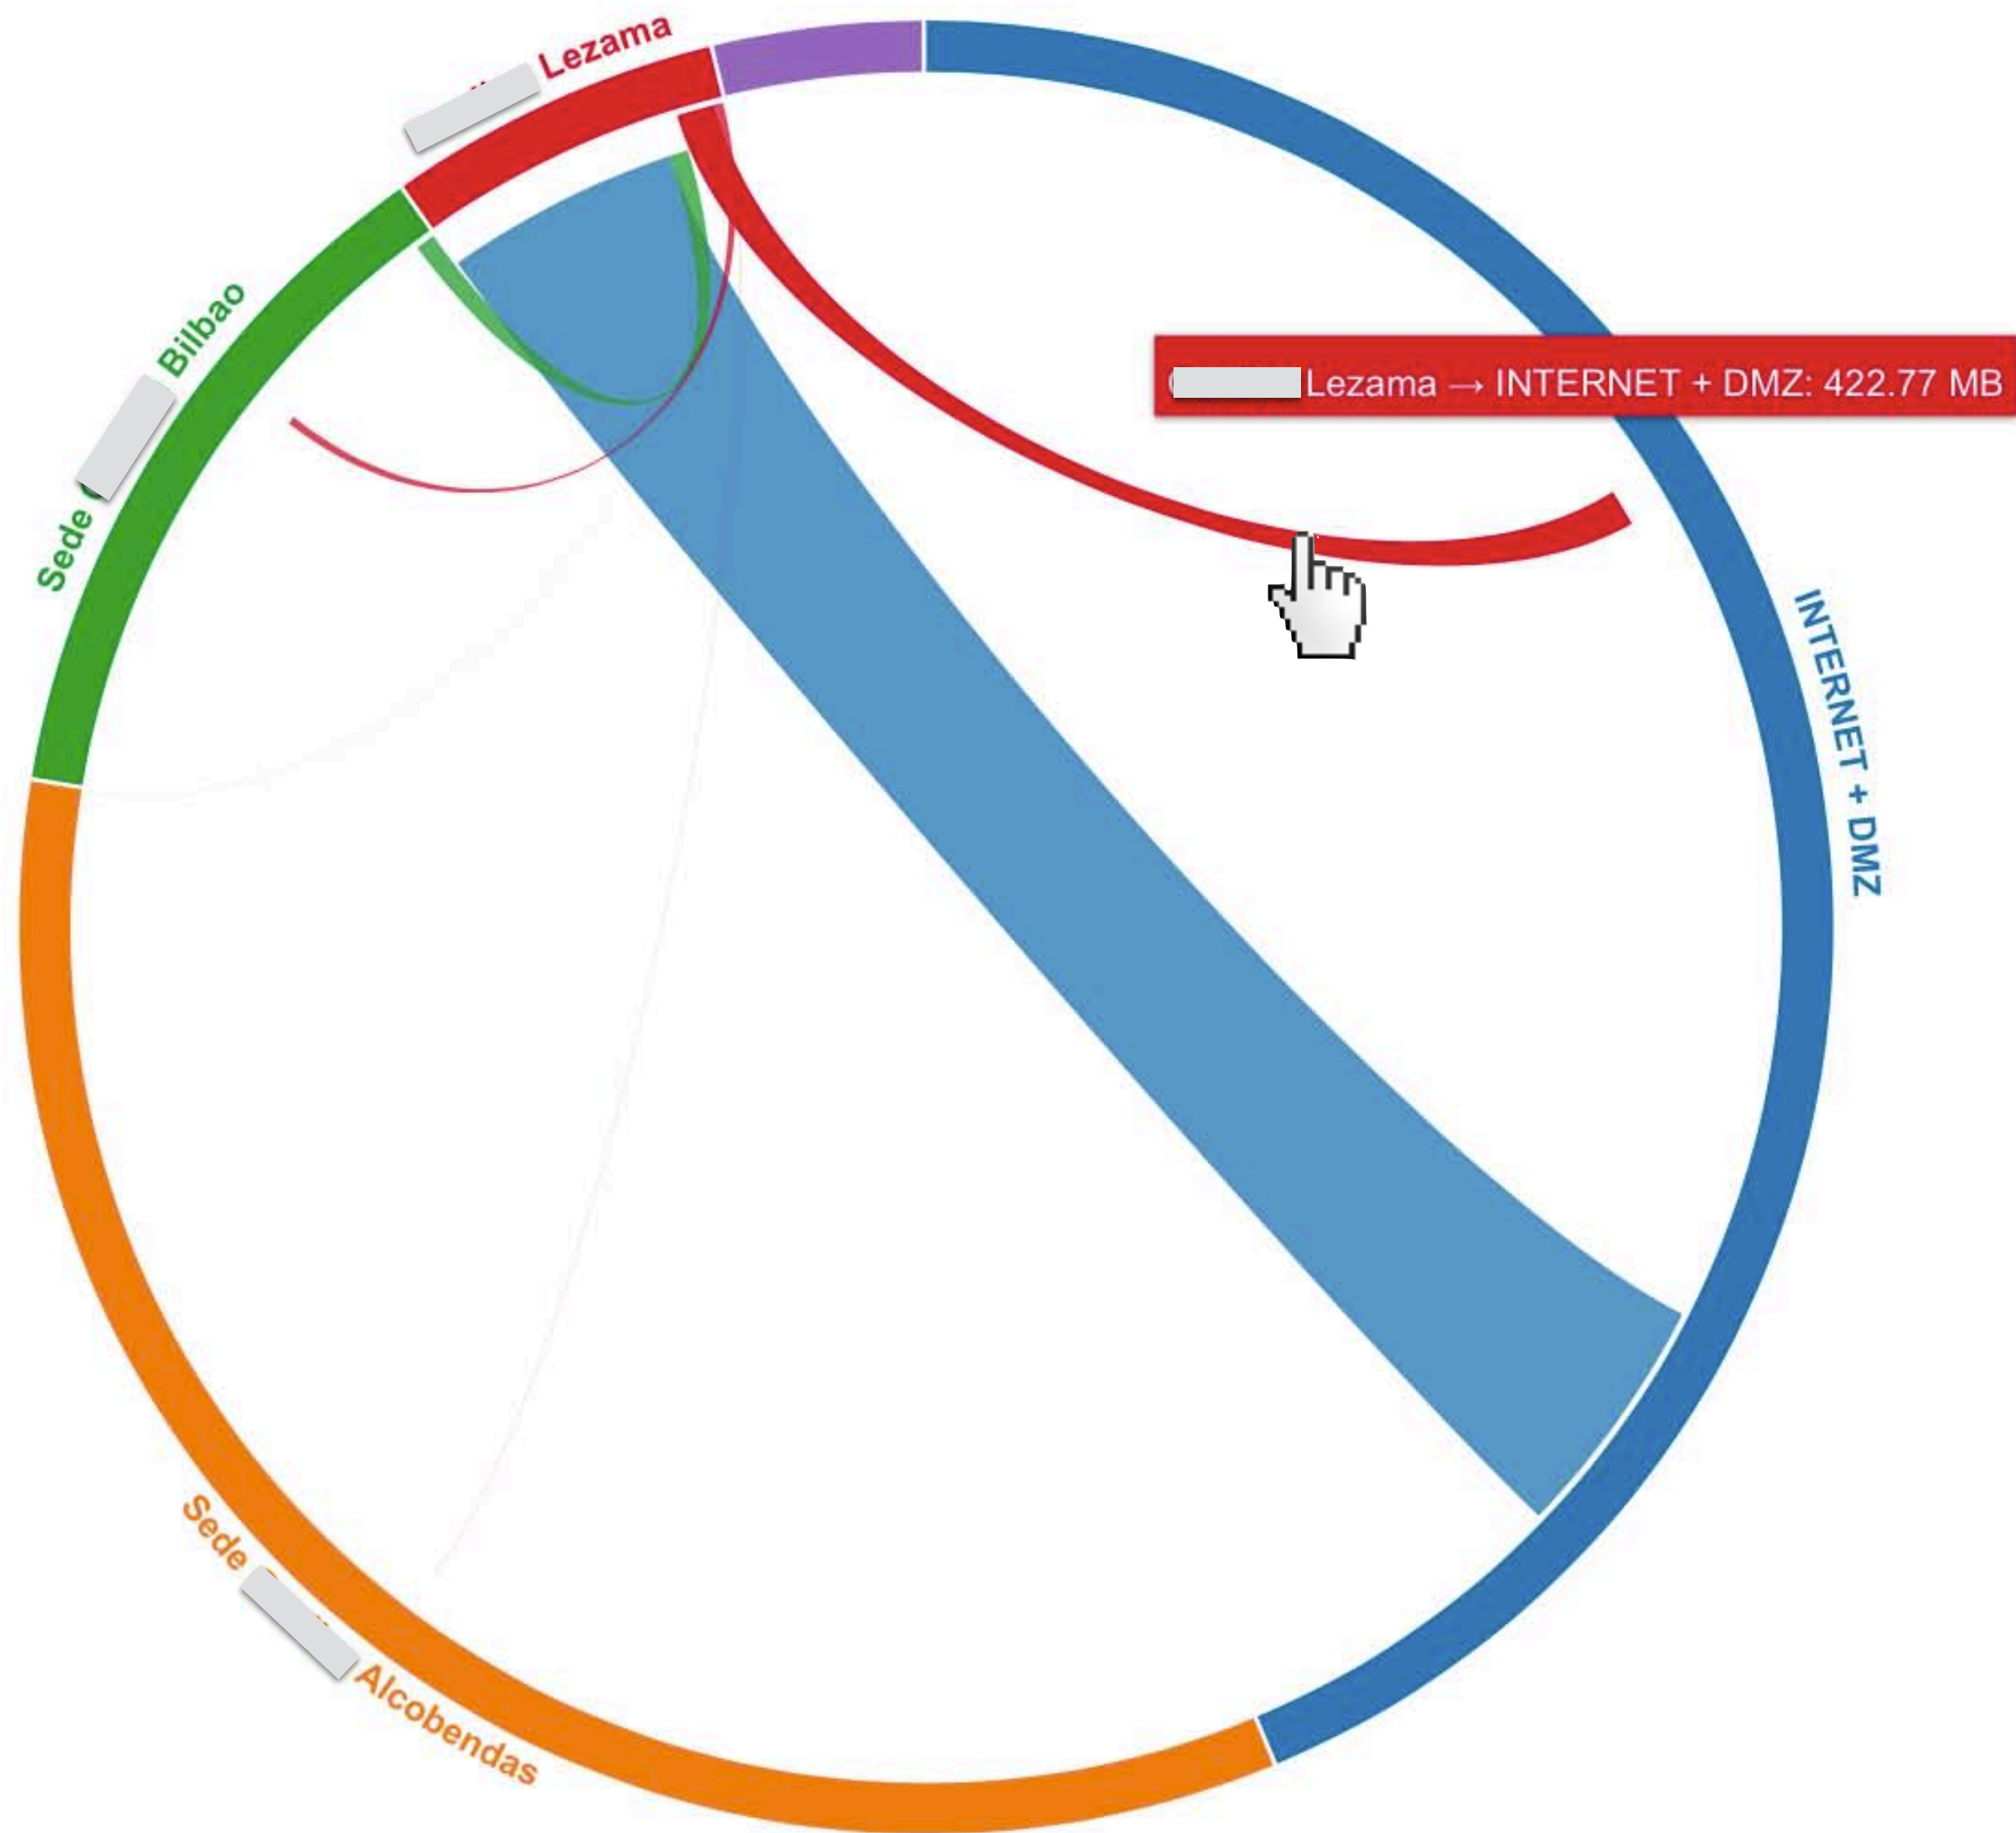 Lezama
Lezama → INTERNET + DMZ: 422.77 MB
Sede Bilbao
INTERNET + DMZ
Sede Alcobendas